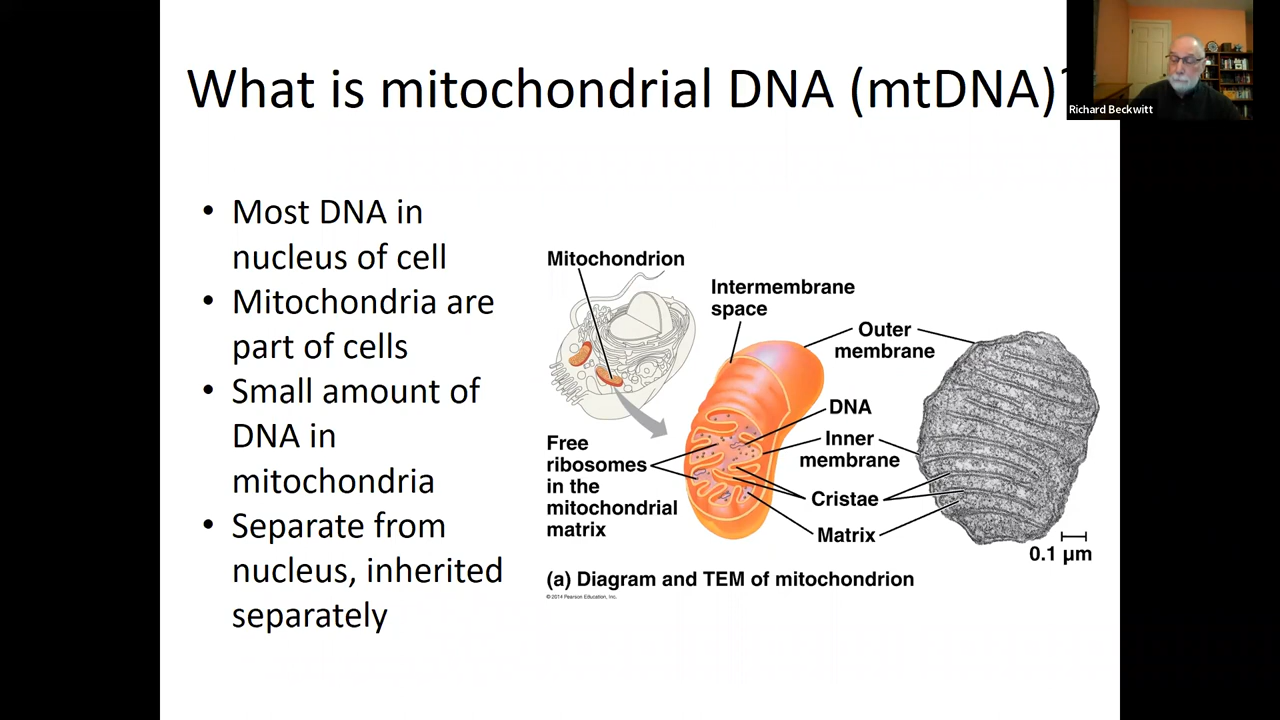 What is mitochondrial DNA (mtDNA)?
Richard Beckwitt
• Most DNA in
nucleus of cell
• Mitochondria are
part of cells
• Small amount of
DNA in
mitochondria
• Separate from
nucleus, inherited
separately
Mitochondrion
Intermembrane
space
Outer
membrane
DNA
Inner
membrane
Free
ribosomes
in the
mitochondrial
matrix
Cristae
Matrix
0.1 µm
(a) Diagram and TEM of mitochondrion
© 2014 Pearson Education, Inc.